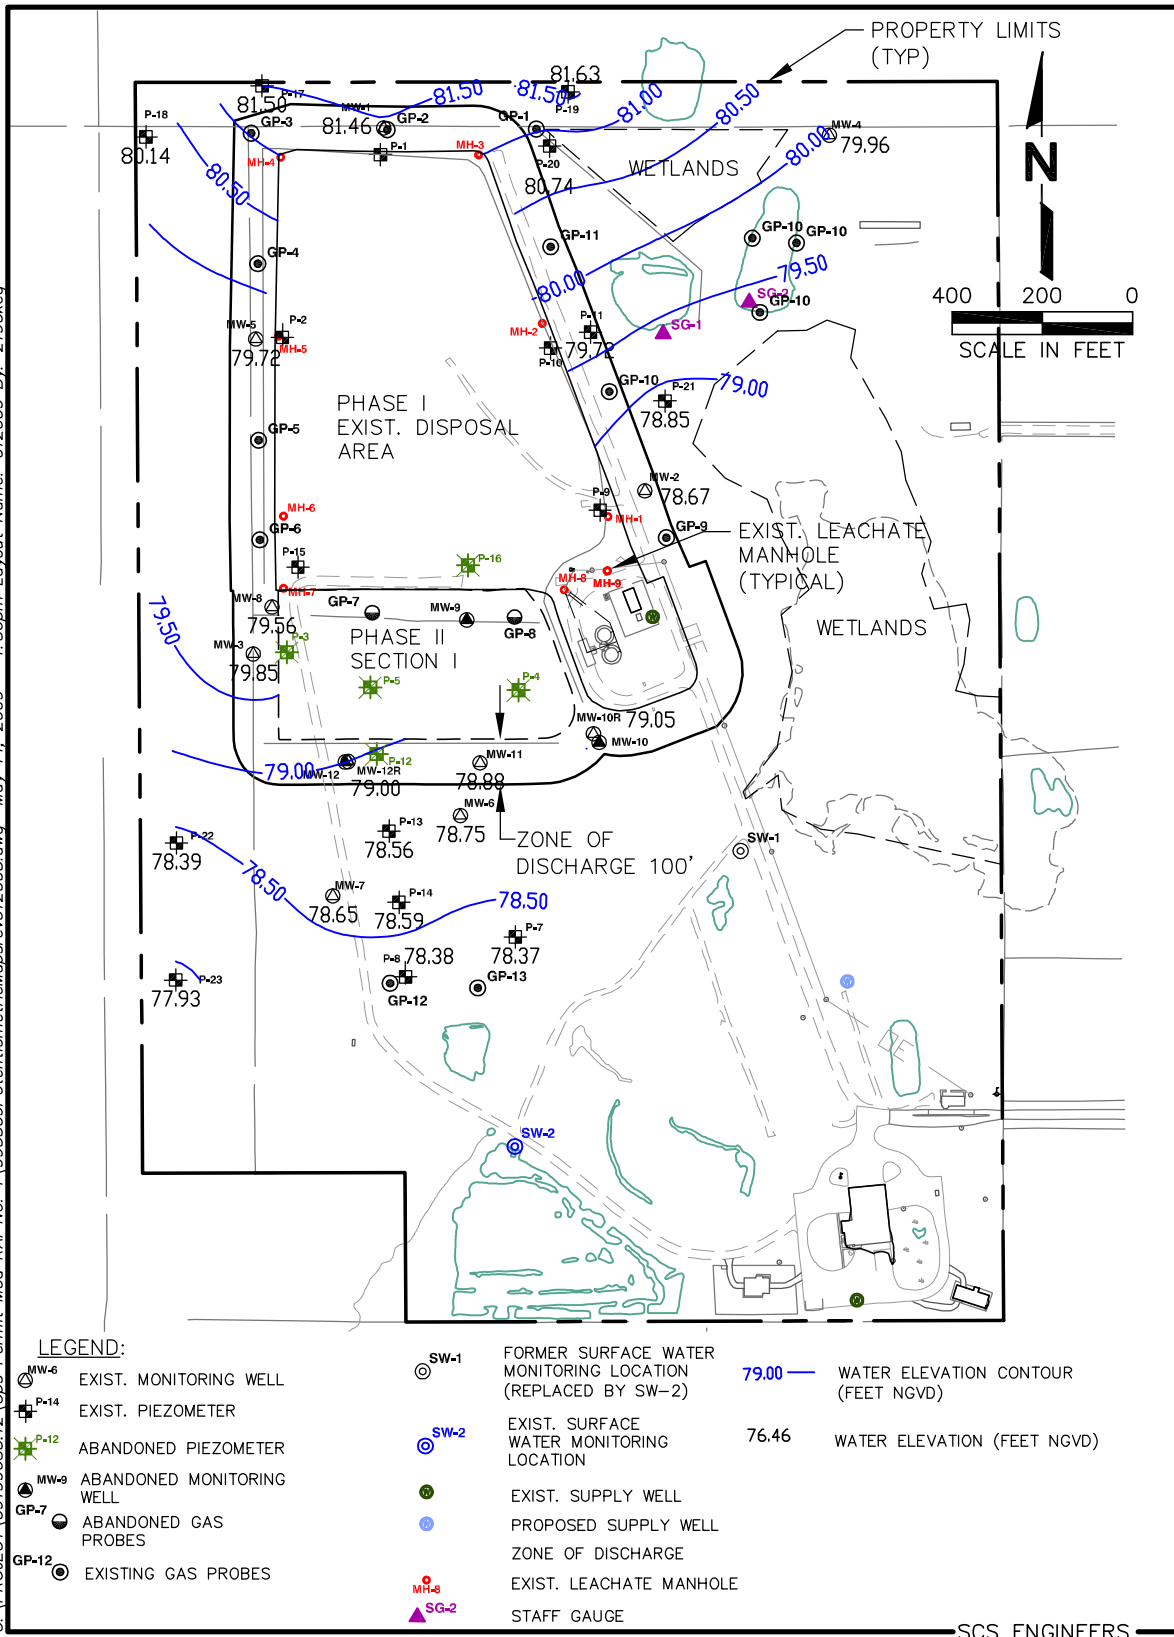 PROPERTY LIMITS
(TYP)
81.63
P-17
81.50
81.50
81.50
P-19
81.00
80.50
80.00
P-18
80.14
GP-3
MW-1
81.46
GP-2
GP-1
MW-4
79.96
N
P-1
MH-4
MH-3
P-20
80.74
WETLANDS
80.50
GP-4
GP-11
GP-10
GP-10
79.50
80.00
SG-2
GP-10
400 200 0
SCALE IN FEET
MW-5
79.72
P-2
MH-5
MH-2
P-11
79.72
P-10
SG-1
GP-10
P-21
78.85
79.00
PHASE I
EXIST. DISPOSAL
AREA
GP-5
MW-2
78.67
P-9
MH-6
MH-1
GP-6
GP-9
EXIST. LEACHATE
MANHOLE
(TYPICAL)
P-15
P-16
MH-7
MH-8
MH-9
79.50
MW-8
79.56
GP-7
MW-9
GP-8
WETLANDS
MW-3
79.85
P-3
PHASE II
SECTION I
P-5
P-4
MW-10R
79.05
MW-10
79.00
MW-12
MW-12R
79.00
P-12
MW-11
78.88
MW-6
78.75
P-13
78.56
ZONE OF
DISCHARGE 100'
SW-1
P-22
78.39
78.50
MW-7
78.65
P-14
78.59
78.50
P-7
78.37
P-8
78.38
GP-12
GP-13
P-23
77.93
SW-2
LEGEND:
MW-6
EXIST. MONITORING WELL
P-14
EXIST. PIEZOMETER
P-12
ABANDONED PIEZOMETER
MW-9
ABANDONED MONITORING
WELL
GP-7
ABANDONED GAS
PROBES
GP-12
EXISTING GAS PROBES
SW-1
FORMER SURFACE WATER
MONITORING LOCATION
(REPLACED BY SW-2)
SW-2
EXIST. SURFACE
WATER MONITORING
LOCATION
EXIST. SUPPLY WELL
PROPOSED SUPPLY WELL
ZONE OF DISCHARGE
MH-8
EXIST. LEACHATE MANHOLE
SG-2
STAFF GAUGE
79.00
WATER ELEVATION CONTOUR
(FEET NGVD)
76.46
WATER ELEVATION (FEET NGVD)
SCS ENGINEERS